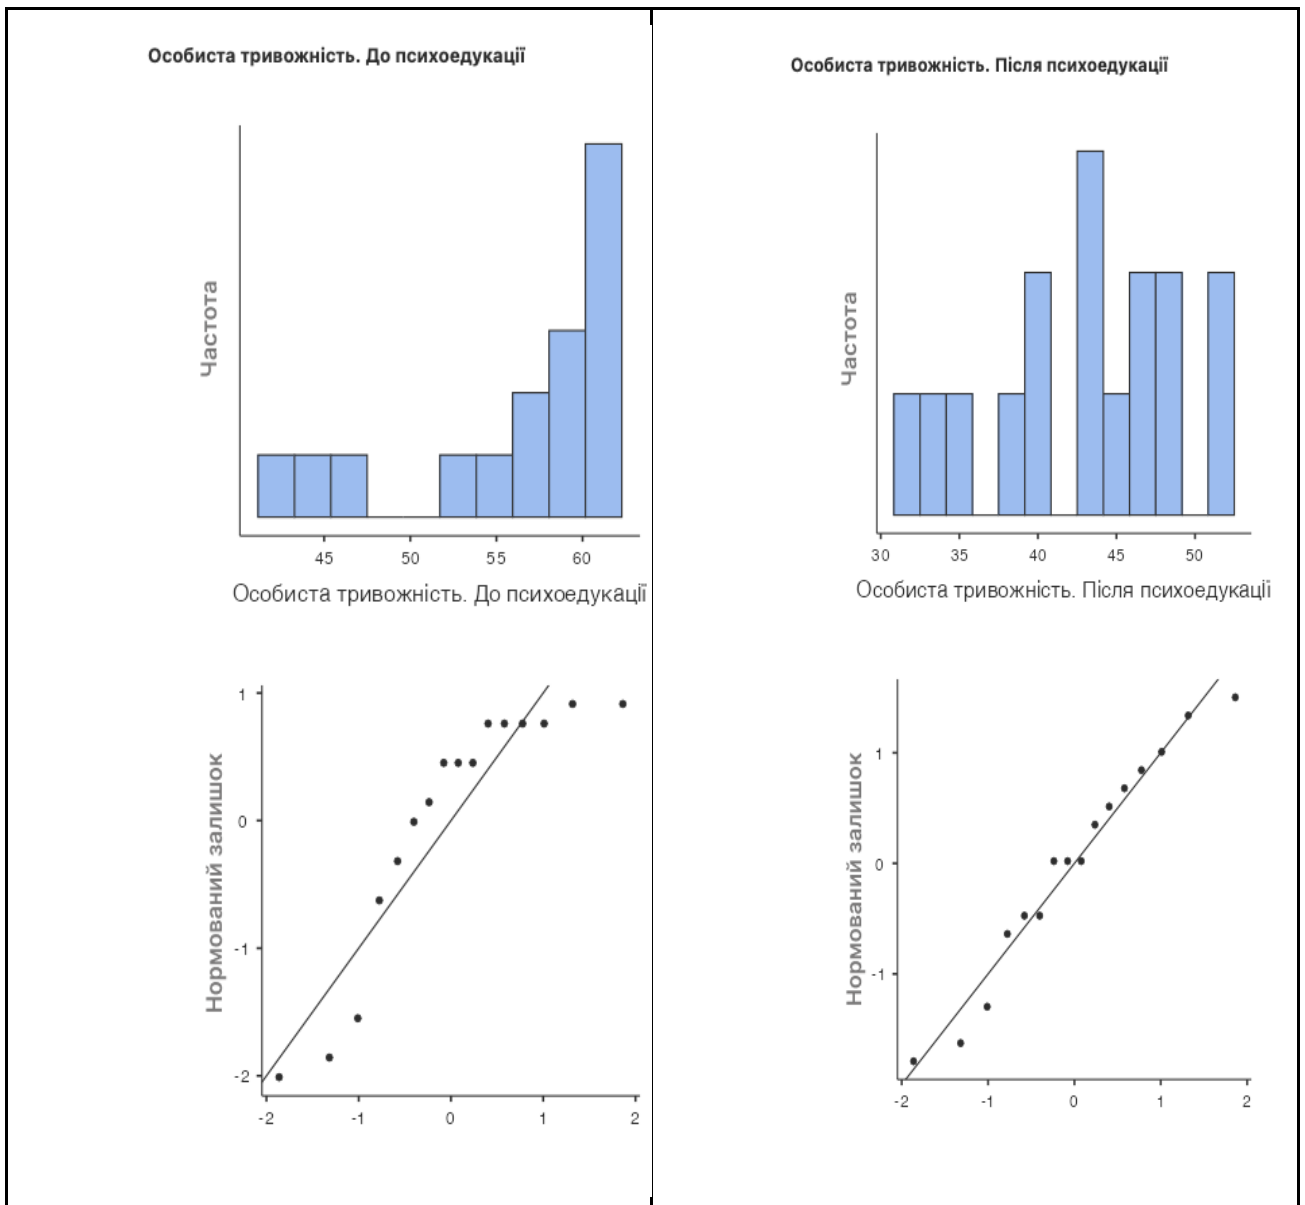 Особиста тривожність. До психоедукації
Частота
45 50 55 60
Особиста тривожність. До психоедукації
Нормований залишок
1
0
-1
-2
-2 -1 0 1 2
Особиста тривожність. Після психоедукації
Частота
30 35 40 45 50
Особиста тривожність. Після психоедукації
Нормований залишок
1
0
-1
-2 -1 0 1 2